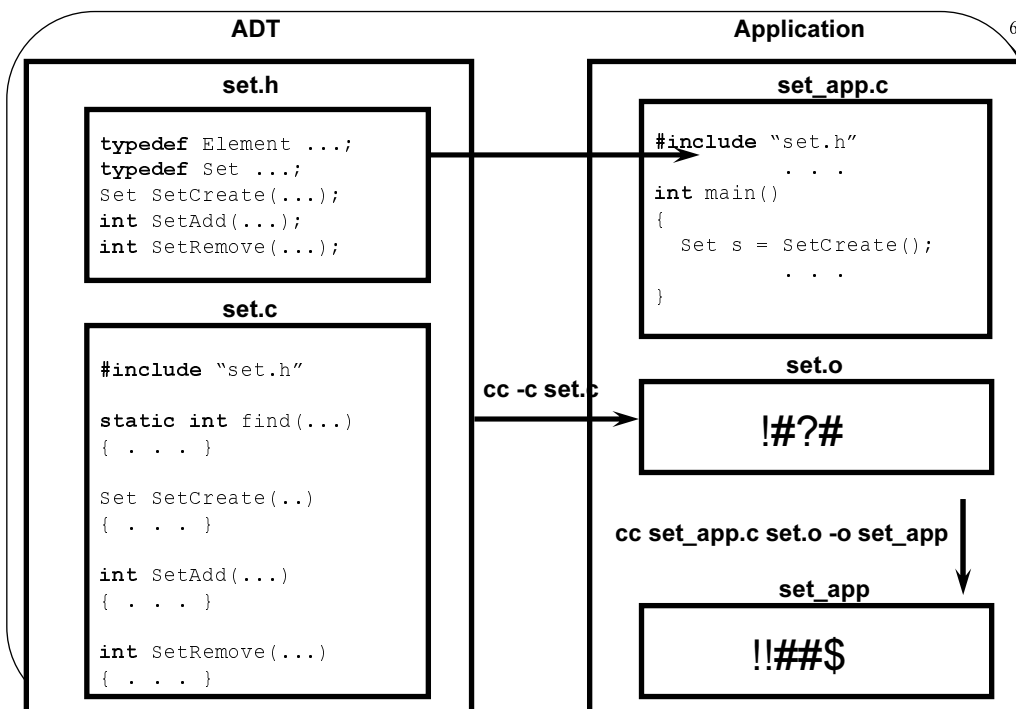 ADT
set.h
typedef Element ...;
typedef Set ...;
Set SetCreate(...);
int SetAdd(...);
int SetRemove(...);
set.c
#include “set.h”
static int find(...)
{ . . . }
Set SetCreate(..)
{ . . . }
int SetAdd(...)
{ . . . }
int SetRemove(...)
{ . . . }
cc -c set.c
Application
6
set_app.c
#include “set.h”
. . .
int main()
{
Set s = SetCreate();
. . .
}
set.o
!#?#
cc set_app.c set.o -o set_app
set_app
!!##$